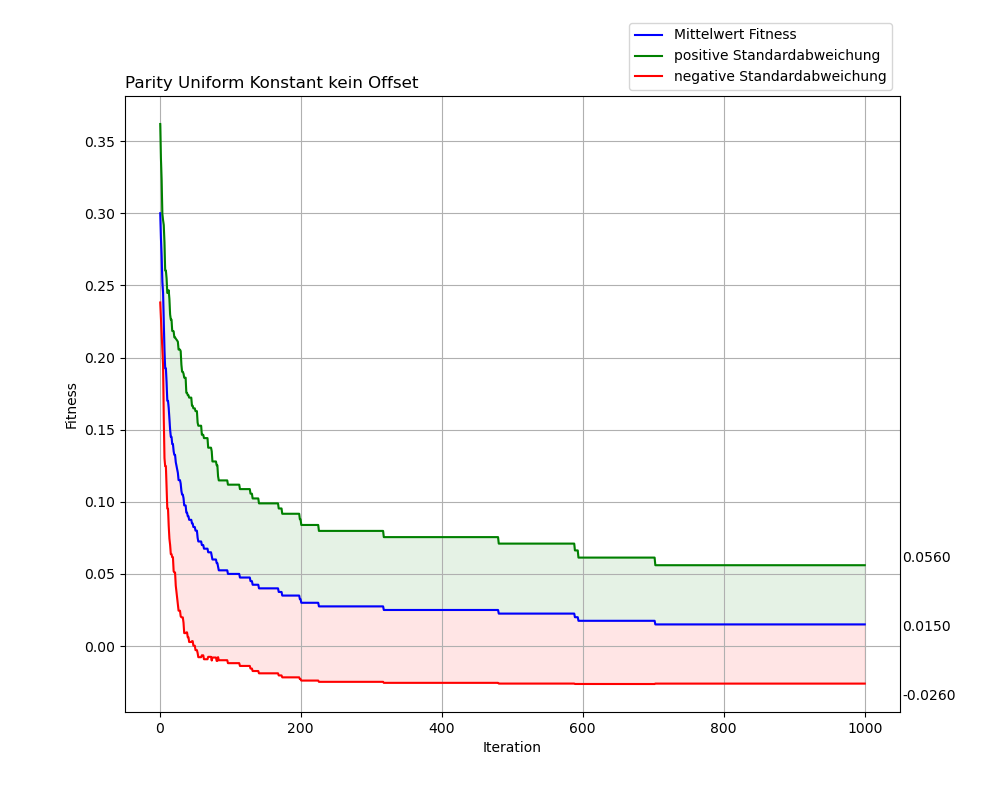 Mittelwert Fitness
positive Standardabweichung
negative Standardabweichung
Parity Uniform Konstant kein Offset
Fitness
0.35
0.30
0.25
0.20
0.15
0.10
0.05
0.00
0.0560
0.0150
-0.0260
0 200 400 600 800 1000
Iteration